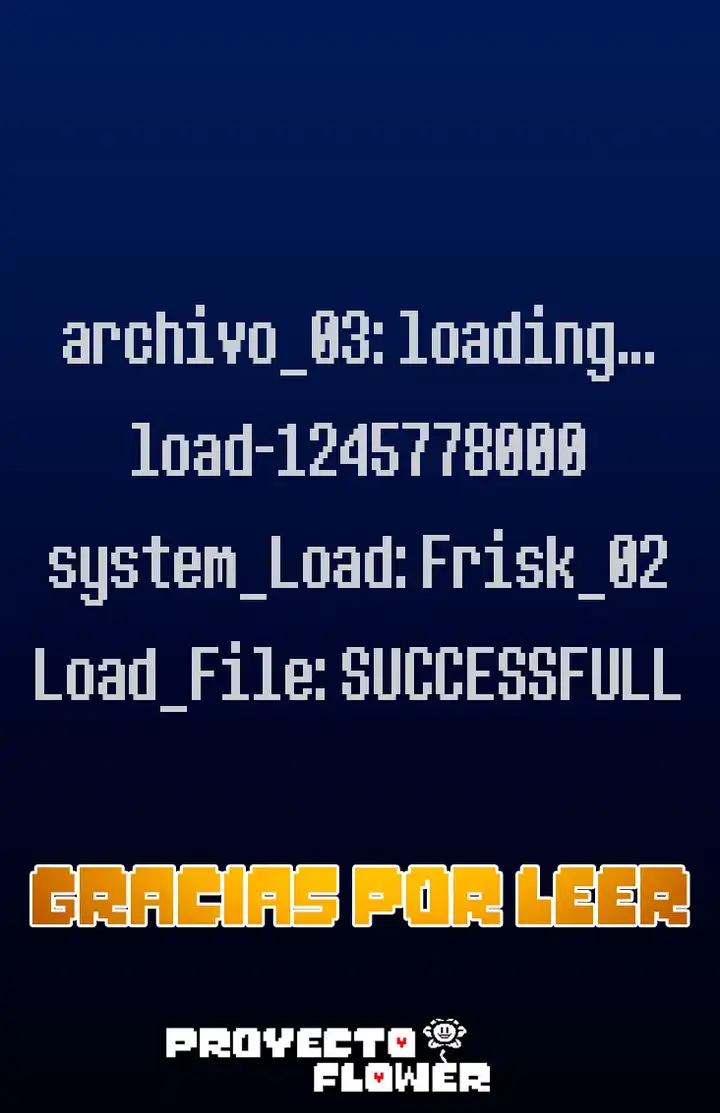 archivo_03: loading...
load-1245778000
system_Load: Frisk_02
Load_File: SUCCESSFULL
GRACIAS POR LEER
PROYECTO
FLOWER